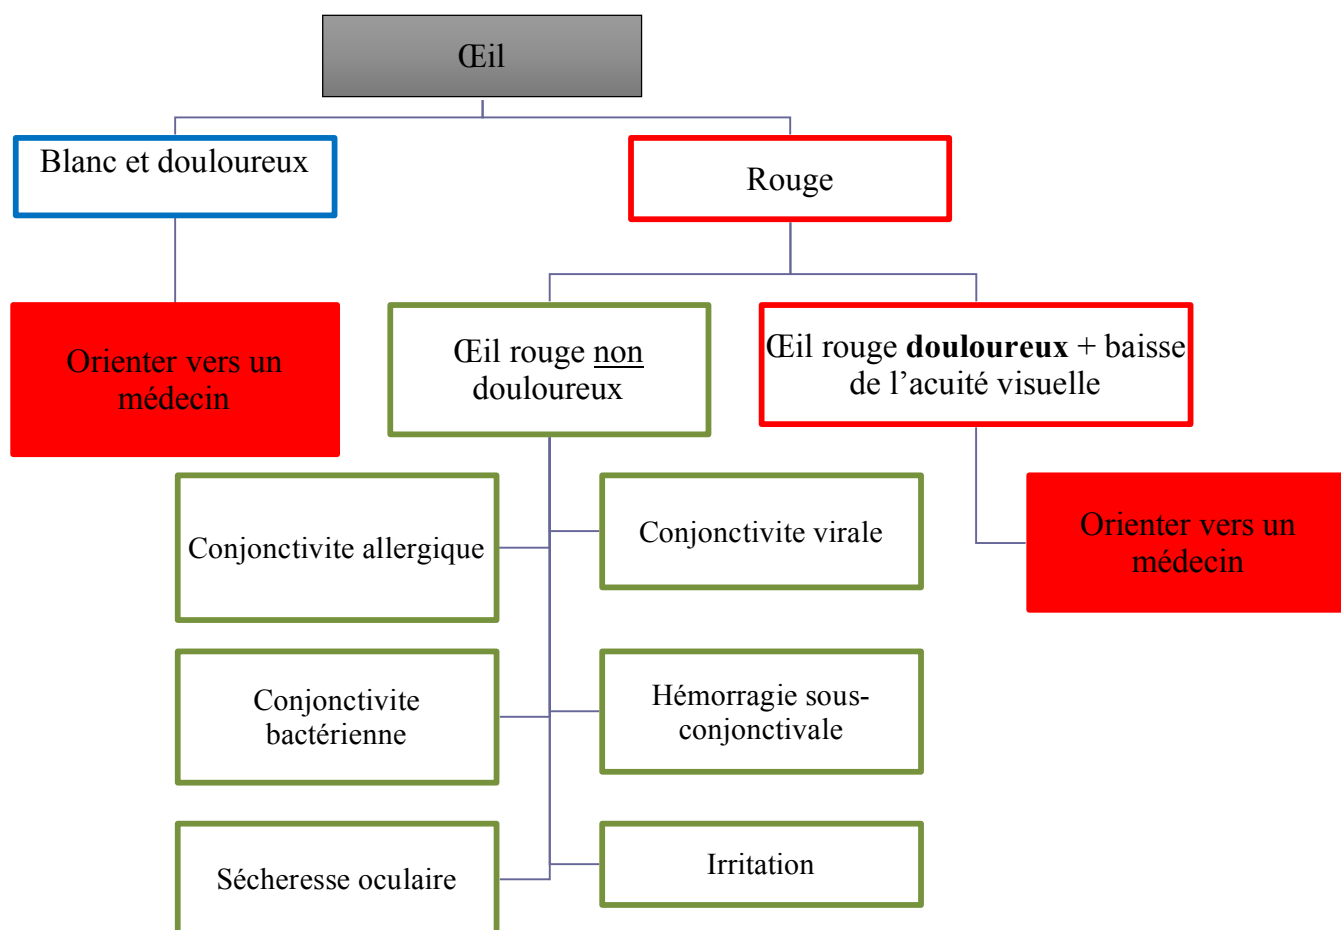 Œil
Blanc et douloureux
Rouge
Orienter vers un
médecin
Œil rouge non
douloureux
Œil rouge douloureux + baisse
de l’acuité visuelle
Conjonctivite allergique
Conjonctivite virale
Orienter vers un
médecin
Conjonctivite
bactérienne
Hémorragie sous-
conjonctivale
Sécheresse oculaire
Irritation